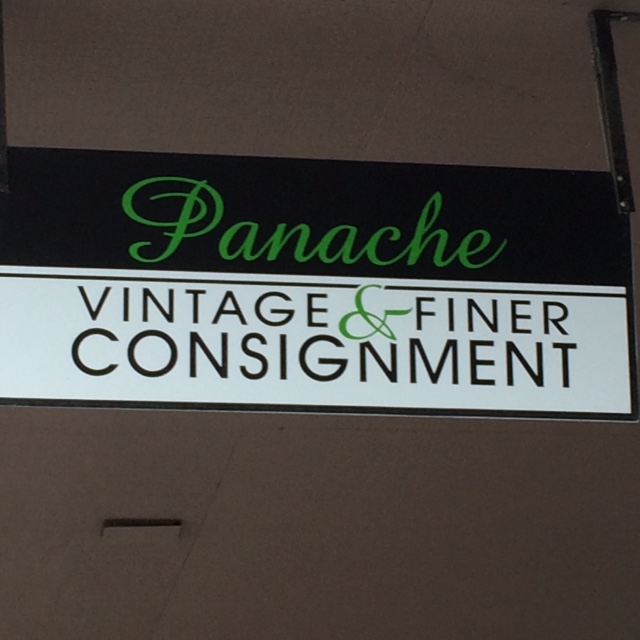 Panache
VINTAGE & FINER
CONSIGNMENT